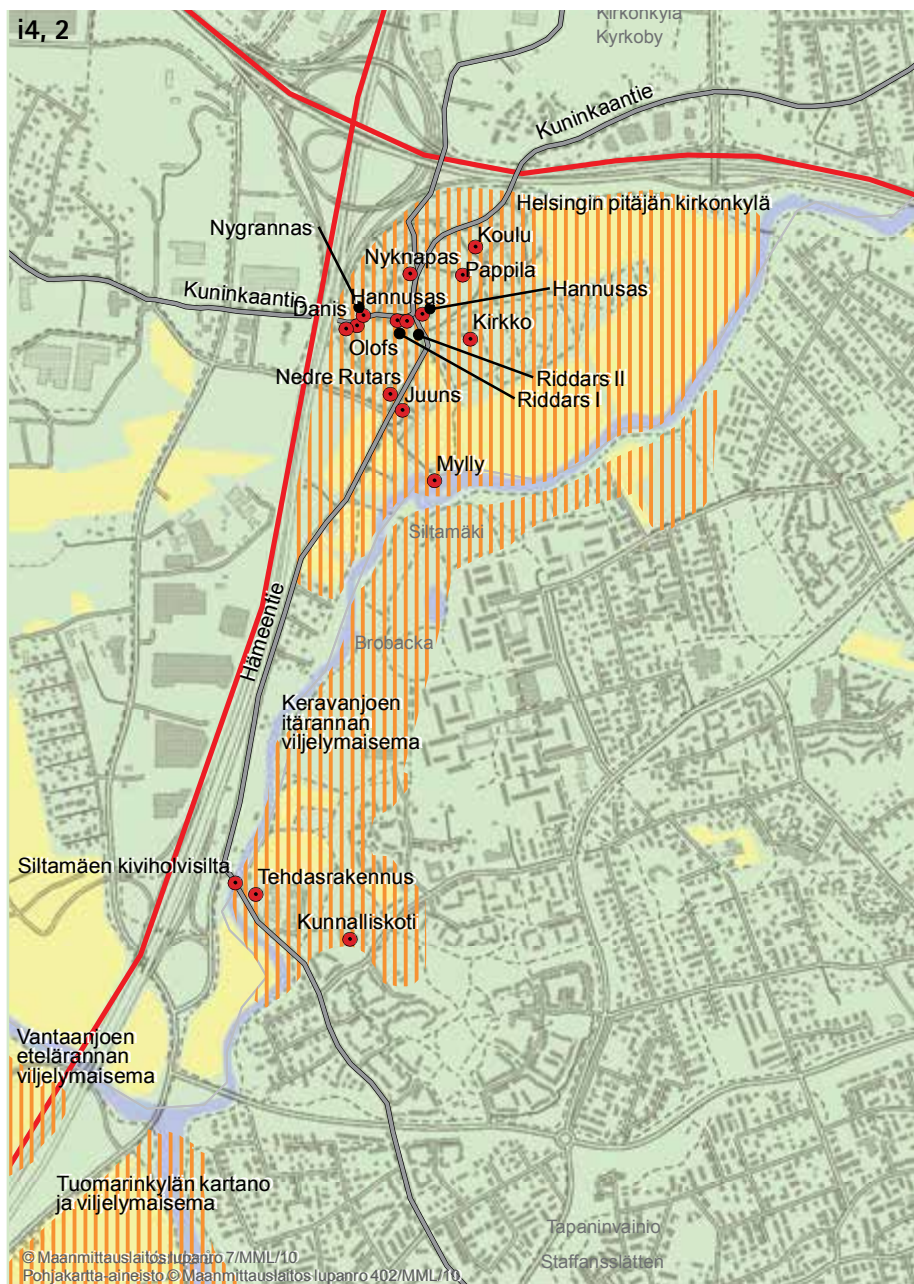 i4, 2
Kirkonkylä
Kyrkoby
Kuninkaantie
Helsingin pitäjän kirkonkylä
Nygrannas
Koulu
Nyknapas
Pappila
Kuninkaantie
Hannusas
Hannusas
Danis
Kirkko
Olofs
Riddars II
Nedre Rutars
Riddars I
Juuns
Mylly
Siltamäki
Hämeentie
Brobacka
Keravanjoen
itärannan
viljelymaisema
Siltamäen kiviholvisilta
Tehdasrakennus
Kunnalliskoti
Vantaanjoen
etelärannan
viljelymaisema
Tuomarinkylän kartano
ja viljelymaisema
Tapaninvainio
Staffansslätten
© Maanmittauslaitos lupanro 7/MML/10
Pohjakartta-aineisto © Maanmittauslaitos lupanro 402/MML/10